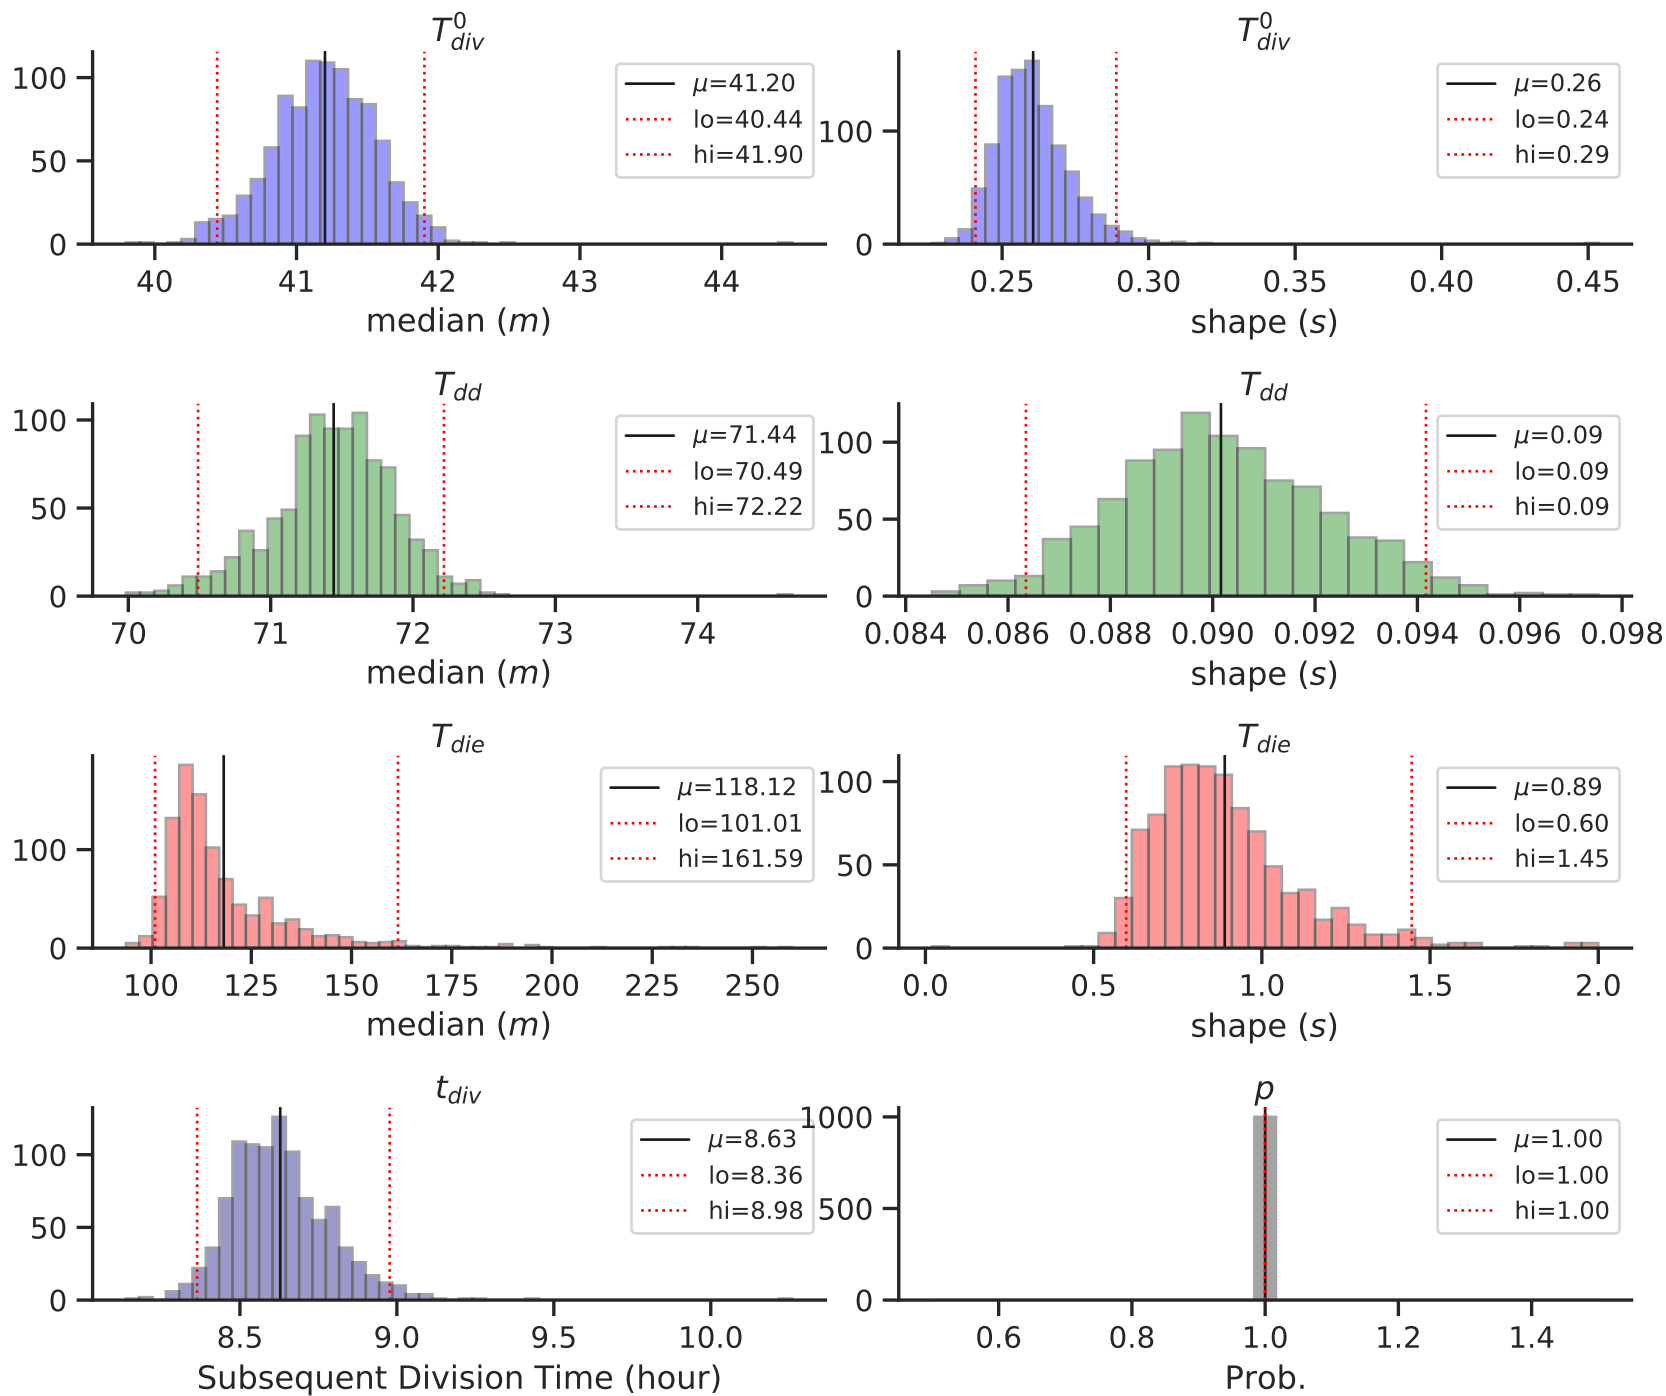 T⁰div
100
50
0
μ=41.20
lo=40.44
hi=41.90
40 41 42 43 44
median (m)
T⁰div
100
0
μ=0.26
lo=0.24
hi=0.29
0.25 0.30 0.35 0.40 0.45
shape (s)
Tdd
100
50
0
μ=71.44
lo=70.49
hi=72.22
70 71 72 73 74
median (m)
Tdd
100
50
0
μ=0.09
lo=0.09
hi=0.09
0.084 0.086 0.088 0.090 0.092 0.094 0.096 0.098
shape (s)
Tdie
100
0
μ=118.12
lo=101.01
hi=161.59
100 125 150 175 200 225 250
median (m)
Tdie
100
50
0
μ=0.89
lo=0.60
hi=1.45
0.0 0.5 1.0 1.5 2.0
shape (s)
tdiv
100
50
0
μ=8.63
lo=8.36
hi=8.98
8.5 9.0 9.5 10.0
Subsequent Division Time (hour)
p
1000
500
0
μ=1.00
lo=1.00
hi=1.00
0.6 0.8 1.0 1.2 1.4
Prob.